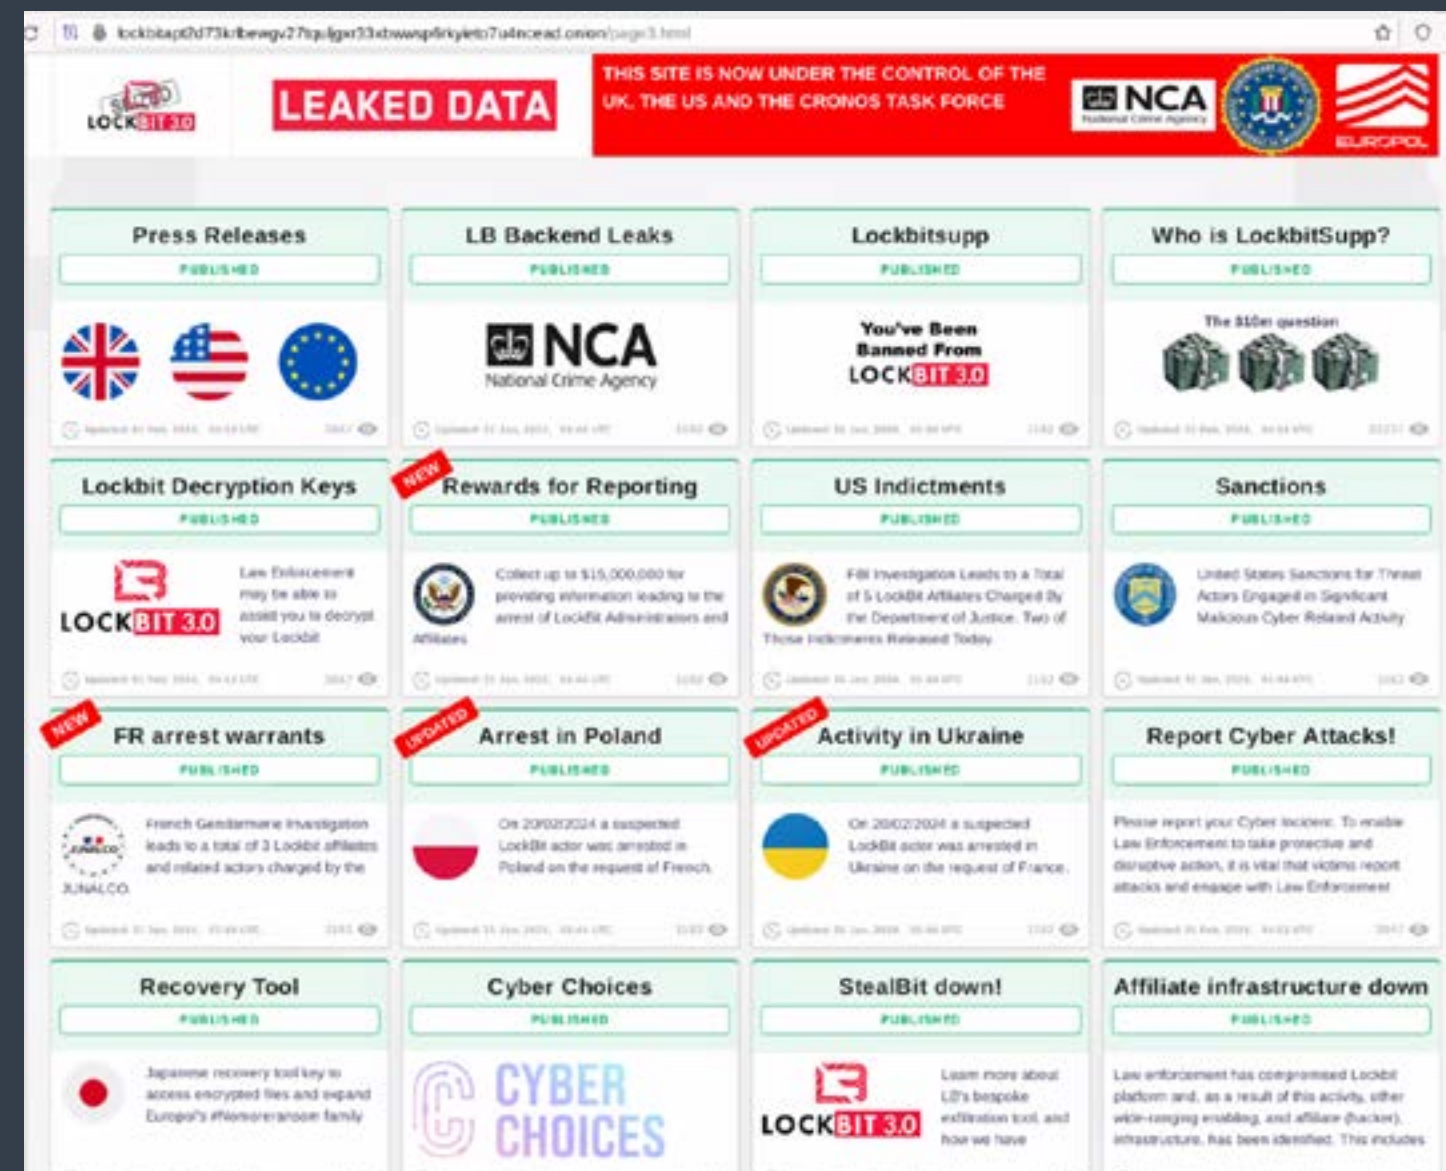 THIS SITE IS NOW UNDER THE CONTROL OF THE
UK, THE US AND THE CRONOS TASK FORCE
LOCKBIT 3.0
LEAKED DATA
NCA
National Crime Agency
EUROPOL
Press Releases
PUBLISHED
LB Backend Leaks
PUBLISHED
NCA
National Crime Agency
Lockbitsupp
PUBLISHED
You've Been
Banned From
LOCKBIT 3.0
Who is LockbitSupp?
PUBLISHED
The $10m question
Lockbit Decryption Keys
PUBLISHED
LOCKBIT 3.0
Law Enforcement
may be able to
assist you to decrypt
your Lockbit
NEW
Rewards for Reporting
PUBLISHED
Collect up to $15,000,000 for
providing information leading to the
arrest of LockBit Administrators and
Affiliates
US Indictments
PUBLISHED
FBI Investigation Leads to a Total
of 5 LockBit Affiliates Charged By
the Department of Justice. Two of
Those Indictments Released Today.
Sanctions
PUBLISHED
United States Sanctions for Threat
Actors Engaged in Significant
Malicious Cyber Related Activity
NEW
FR arrest warrants
PUBLISHED
French Gendarmerie Investigation
leads to a total of 3 Lockbit affiliates
and related actors charged by the
JUNALCO.
JUNALCO
UPDATED
Arrest in Poland
PUBLISHED
On 20/02/2024 a suspected
LockBit actor was arrested in
Poland on the request of French.
UPDATED
Activity in Ukraine
PUBLISHED
On 20/02/2024 a suspected
LockBit actor was arrested in
Ukraine on the request of France.
Report Cyber Attacks!
PUBLISHED
Please report your Cyber Incident. To enable
Law Enforcement to take protective and
disruptive action, it is vital that victims report
attacks and engage with Law Enforcement
Recovery Tool
PUBLISHED
Japanese recovery tool key to
access encrypted files and expand
Europol's #Nomoreransom family
Cyber Choices
PUBLISHED
CYBER
CHOICES
StealBit down!
PUBLISHED
LOCKBIT 3.0
Learn more about
LB's bespoke
exfiltration tool, and
how we have
Affiliate infrastructure down
PUBLISHED
Law enforcement has compromised Lockbit
platform and, as a result of this activity, other
wide-ranging enabling, and affiliate (hacker),
infrastructure, has been identified. This includes